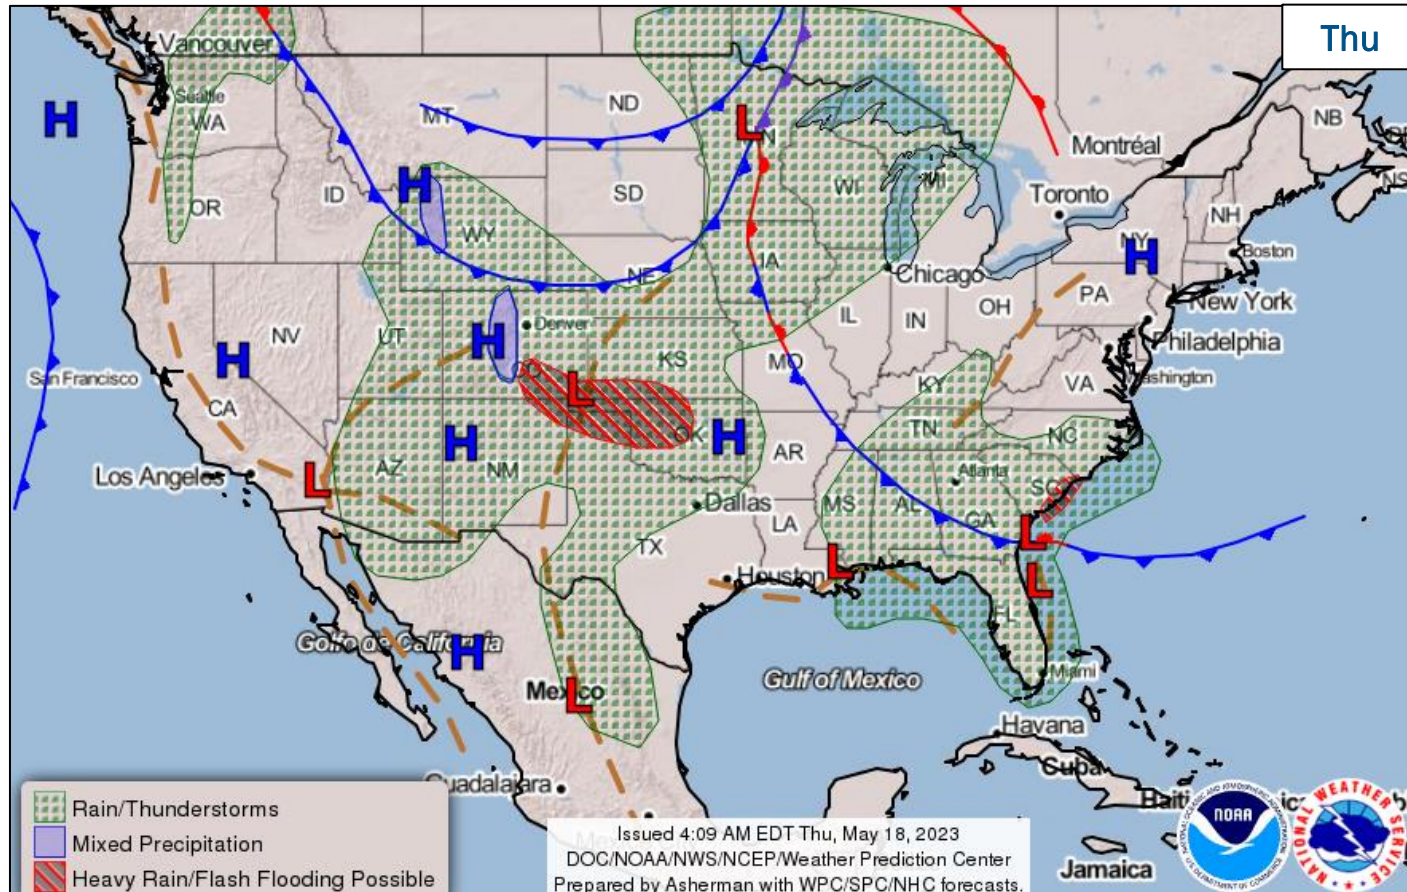 Thu
Vancouver
Seattle
WA
MT
ND
NB
Montréal
NS
OR
ID
SD
WI
MI
Toronto
NH
WY
NY
Boston
IA
NE
Chicago
PA
New York
NV
UT
Denver
IL
IN
OH
Philadelphia
KS
MO
San Francisco
KY
VA
CA
TN
NC
OK
AR
Los Angeles
AZ
NM
Atlanta
SC
Dallas
MS
AL
GA
LA
TX
Houston
FL
Golfo de California
Mexico
Gulf of Mexico
Miami
Havana
Cuba
Guadalajara
Haiti
Jamaica
H
H
H
H
H
H
H
H
L
L
L
L
L
L
L
Rain/Thunderstorms
Mixed Precipitation
Heavy Rain/Flash Flooding Possible
Issued 4:09 AM EDT Thu, May 18, 2023
DOC/NOAA/NWS/NCEP/Weather Prediction Center
Prepared by Asherman with WPC/SPC/NHC forecasts.
NOAA
NATIONAL WEATHER SERVICE